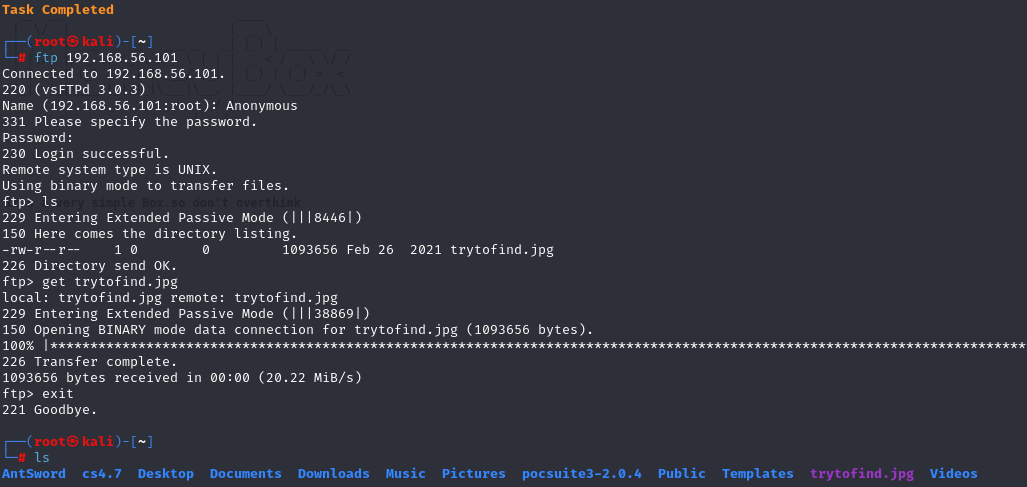 Task Completed
┌──(root㉿kali)-[~]
└─# ftp 192.168.56.101
Connected to 192.168.56.101.
220 (vsFTPd 3.0.3)
Name (192.168.56.101:root): Anonymous
331 Please specify the password.
Password:
230 Login successful.
Remote system type is UNIX.
Using binary mode to transfer files.
ftp> ls very simple Box.so don't overthink
229 Entering Extended Passive Mode (|||8446|)
150 Here comes the directory listing.
-rw-r--r--    1 0        0         1093656 Feb 26  2021 trytofind.jpg
226 Directory send OK.
ftp> get trytofind.jpg
local: trytofind.jpg remote: trytofind.jpg
229 Entering Extended Passive Mode (|||38869|)
150 Opening BINARY mode data connection for trytofind.jpg (1093656 bytes).
100% |**************************************************************************************************************************
226 Transfer complete.
1093656 bytes received in 00:00 (20.22 MiB/s)
ftp> exit
221 Goodbye.
┌──(root㉿kali)-[~]
└─# ls
AntSword  cs4.7  Desktop  Documents  Downloads  Music  Pictures  pocsuite3-2.0.4  Public  Templates  trytofind.jpg  Videos